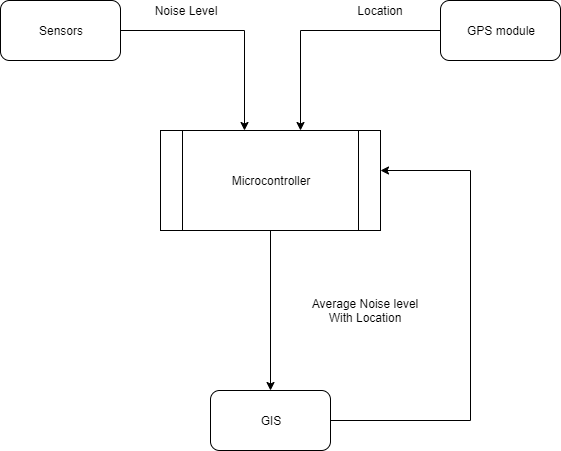 Noise Level
Location
Sensors
GPS module
Microcontroller
Average Noise level
With Location
GIS